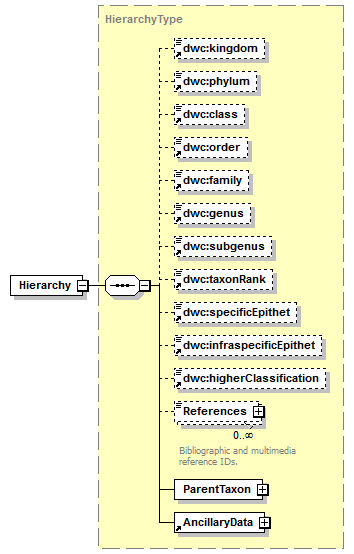 HierarchyType
dwc:kingdom
dwc:phylum
dwc:class
dwc:order
dwc:family
dwc:genus
dwc:subgenus
dwc:taxonRank
Hierarchy
dwc:specificEpithet
dwc:infraspecificEpithet
dwc:higherClassification
References
0..∞
Bibliographic and multimedia
reference IDs.
ParentTaxon
AncillaryData